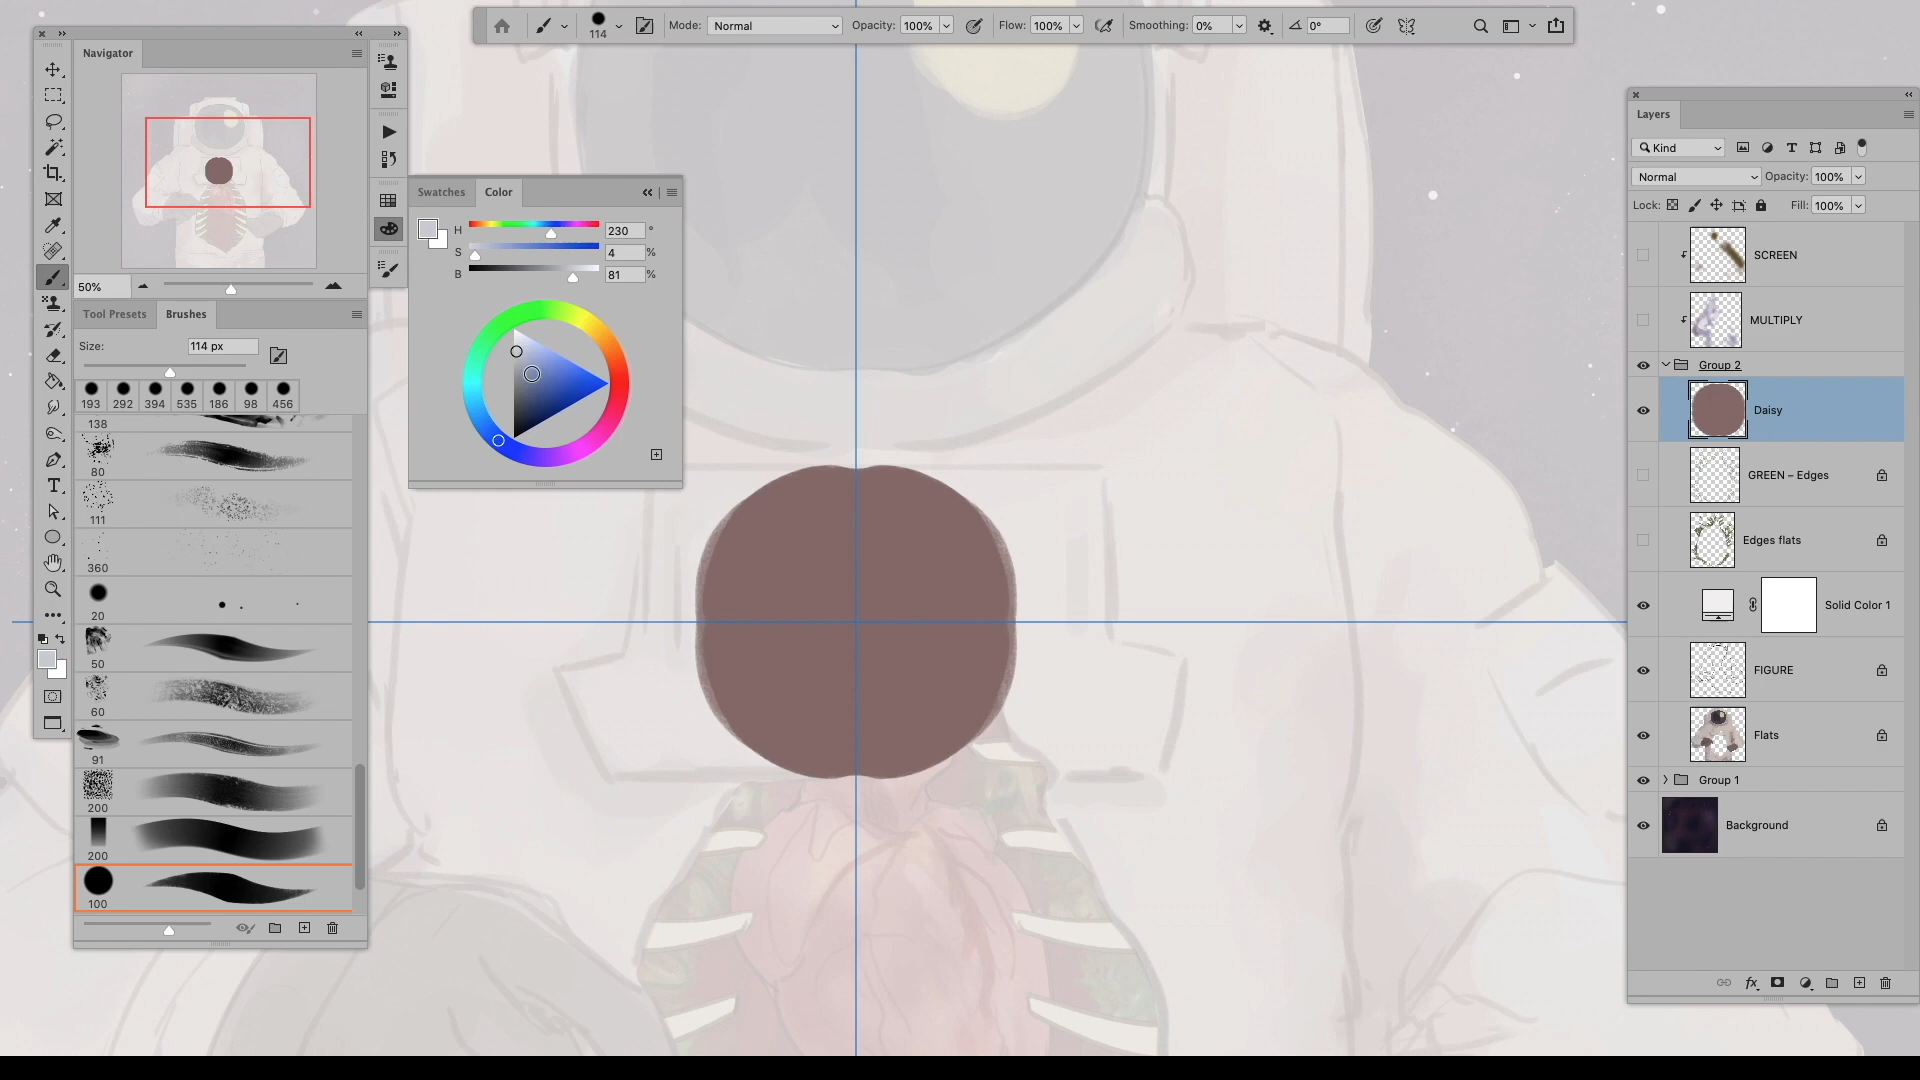 114
Mode:
Normal
Opacity:
100%
Flow:
100%
Smoothing:
0%
0°
Navigator
50%
Tool Presets
Brushes
Size:
114 px
193
292
394
535
186
98
456
138
80
111
360
20
50
60
91
200
200
100
Swatches
Color
H
230
°
S
4
%
B
81
%
Layers
Kind
Normal
Opacity:
100%
Lock:
Fill:
100%
SCREEN
MULTIPLY
Group 2
Daisy
GREEN – Edges
Edges flats
Solid Color 1
FIGURE
Flats
Group 1
Background
fx